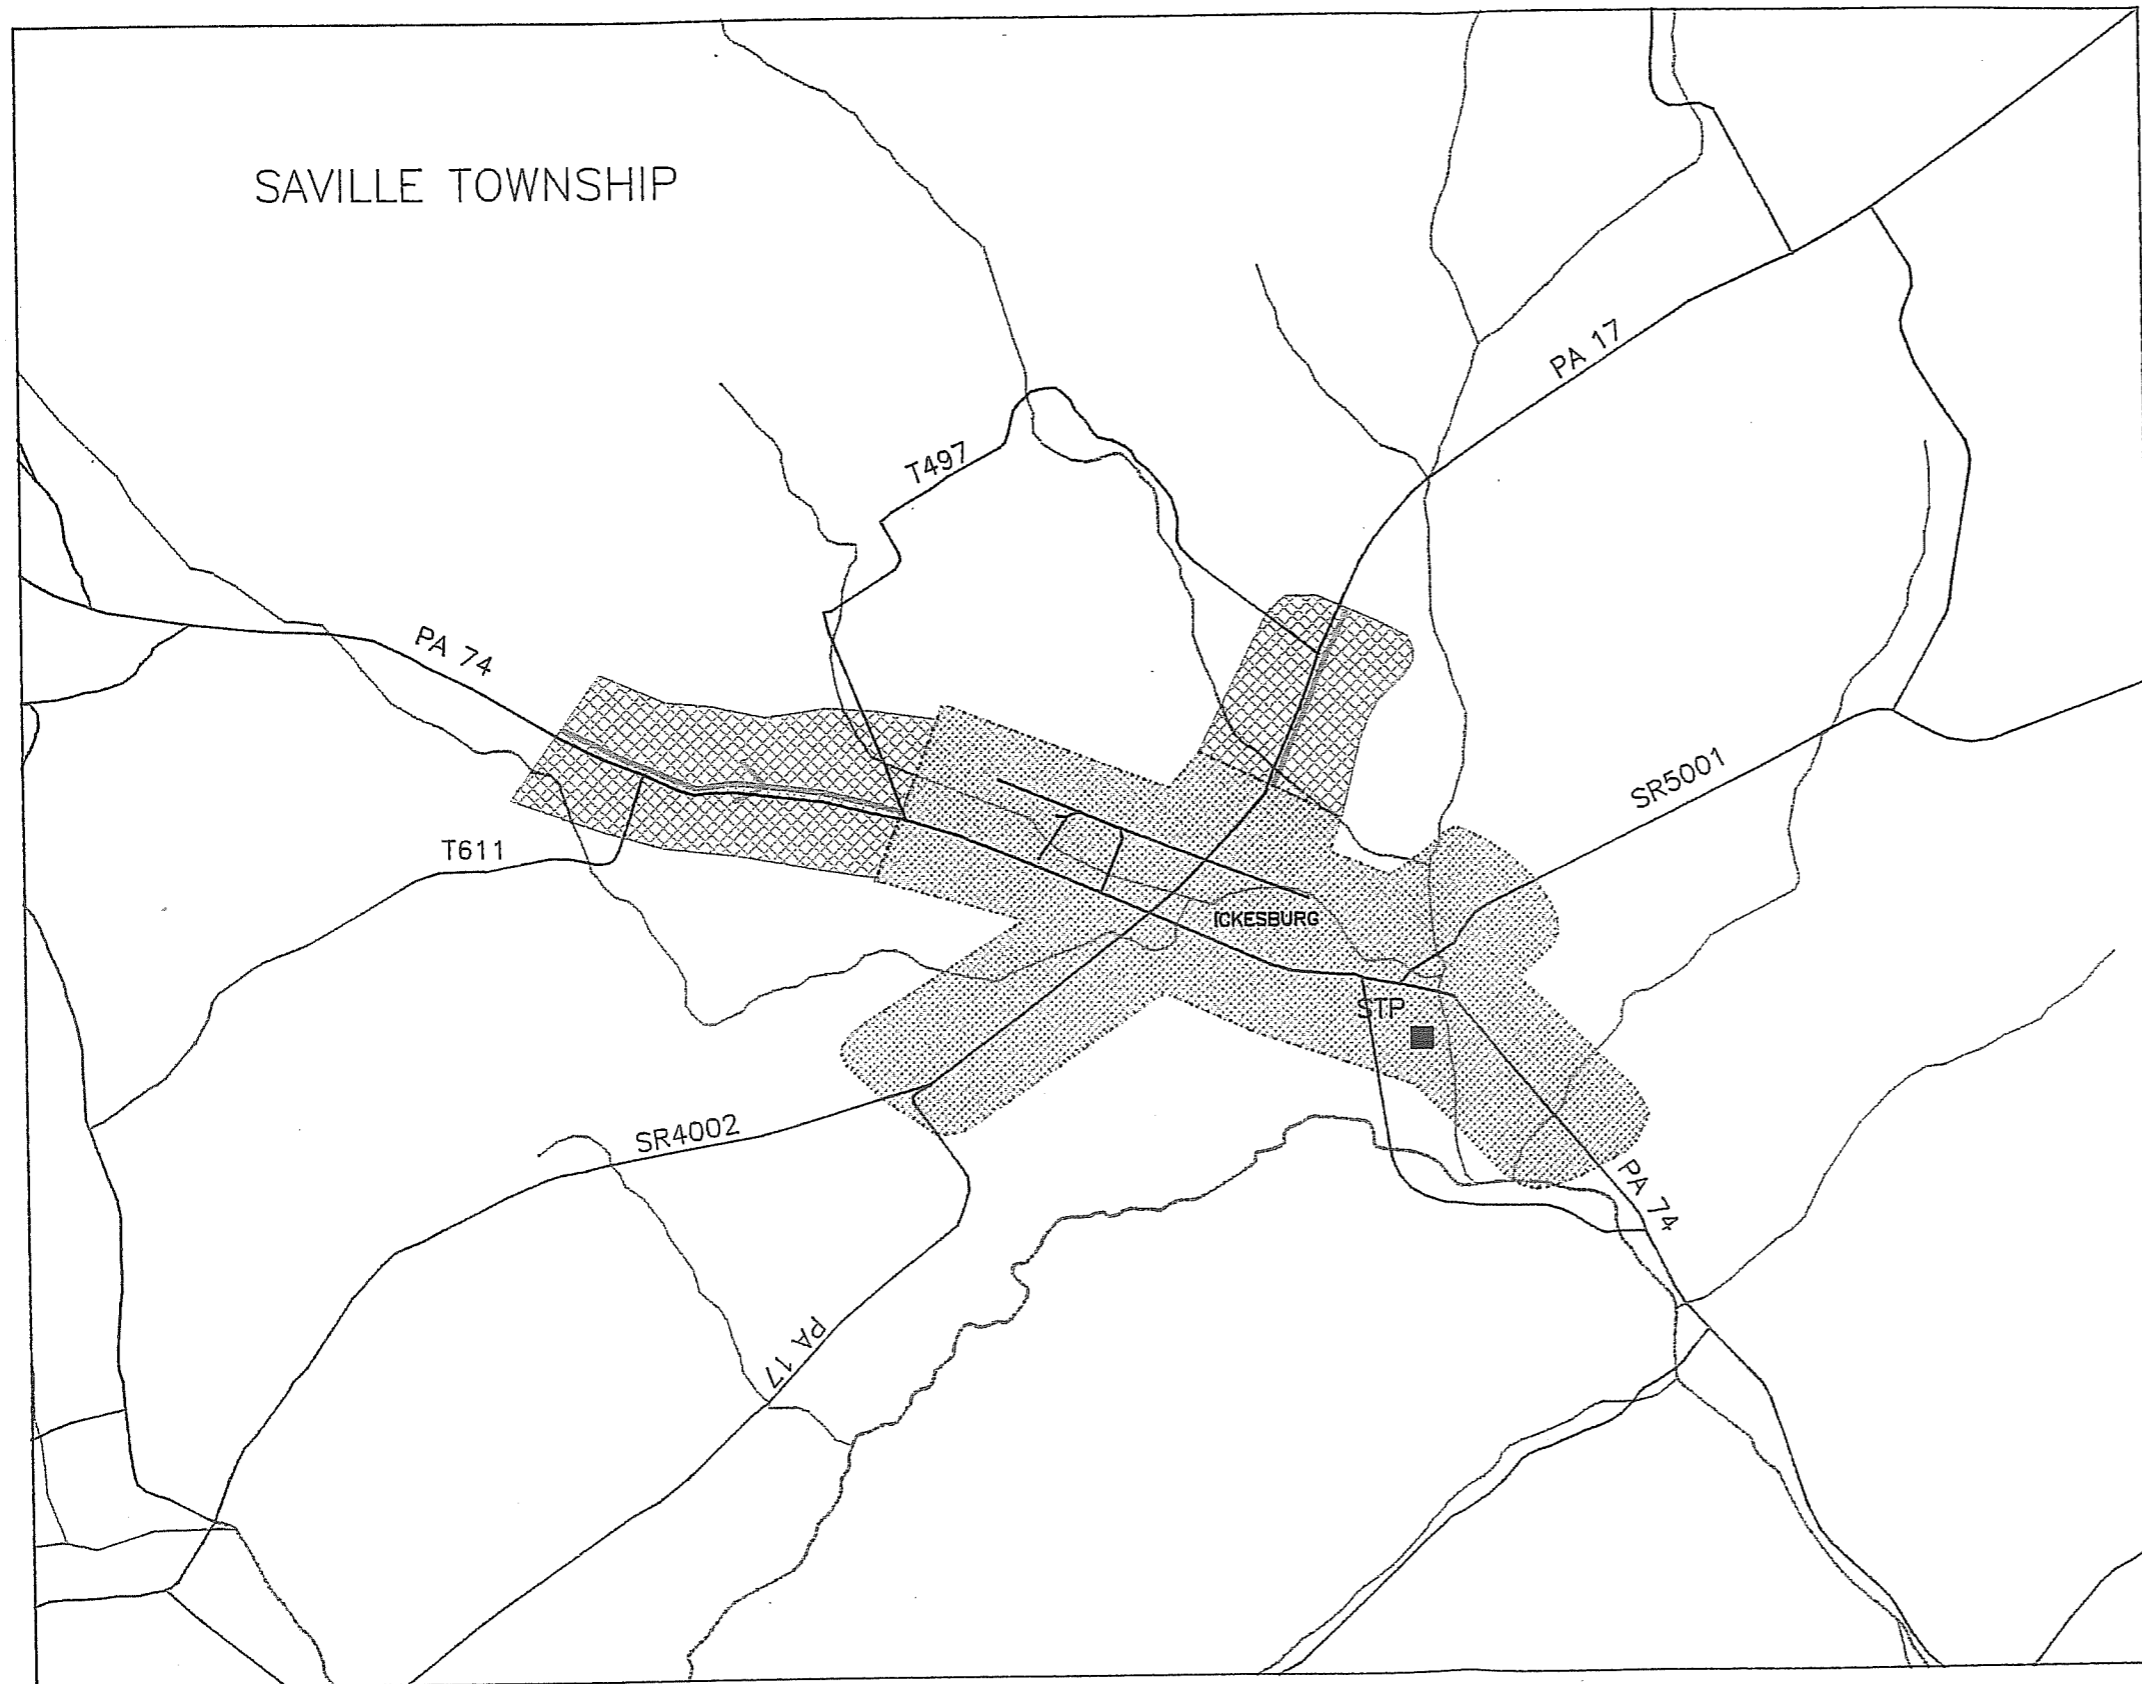 SAVILLE TOWNSHIP
PA 17
T497
PA 74
SR5001
T611
ICKESBURG
STP
SR4002
PA 74
PA 17